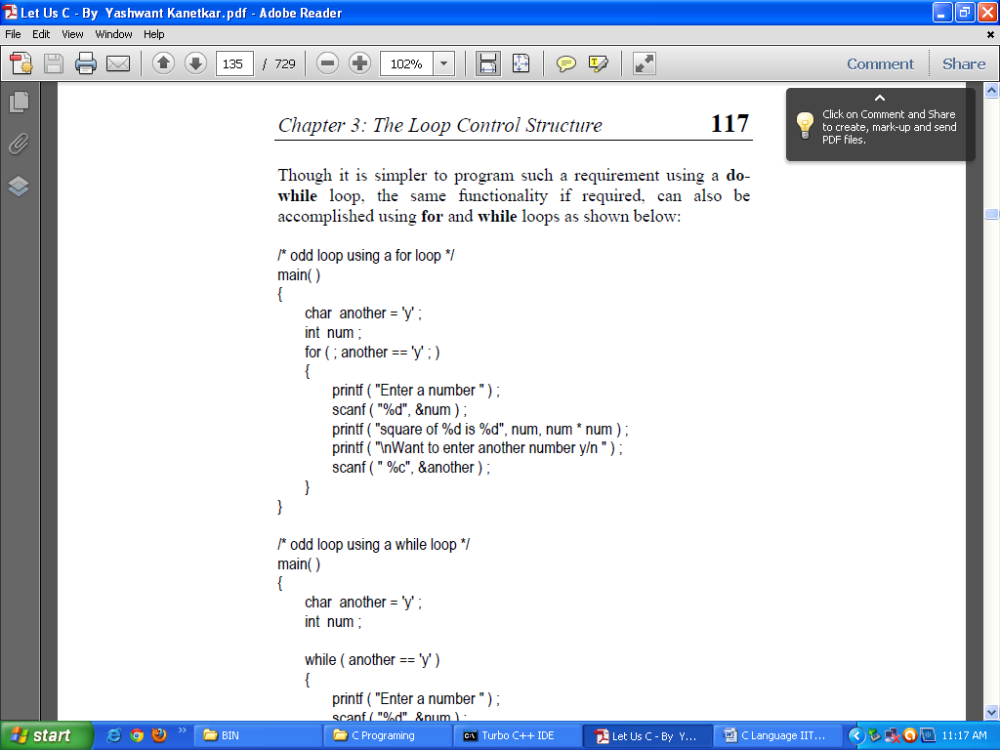 Let Us C - By  Yashwant Kanetkar.pdf - Adobe Reader
File Edit View Window Help
135 / 729 102% Comment Share
Click on Comment and Share
to create, mark-up and send
PDF files.
Chapter 3: The Loop Control Structure 117
Though it is simpler to program such a requirement using a do-
while loop, the same functionality if required, can also be
accomplished using for and while loops as shown below:
/* odd loop using a for loop */
main( )
{
char  another = 'y' ;
int  num ;
for ( ; another == 'y' ; )
{
printf ( "Enter a number " ) ;
scanf ( "%d", &num ) ;
printf ( "square of %d is %d", num, num * num ) ;
printf ( "\nWant to enter another number y/n " ) ;
scanf ( " %c", &another ) ;
}
}
/* odd loop using a while loop */
main( )
{
char  another = 'y' ;
int  num ;
while ( another == 'y' )
{
printf ( "Enter a number " ) ;
scanf ( "%d", &num ) ;
start BIN C Programing Turbo C++ IDE Let Us C - By  Y... C Language IIT... 11:17 AM